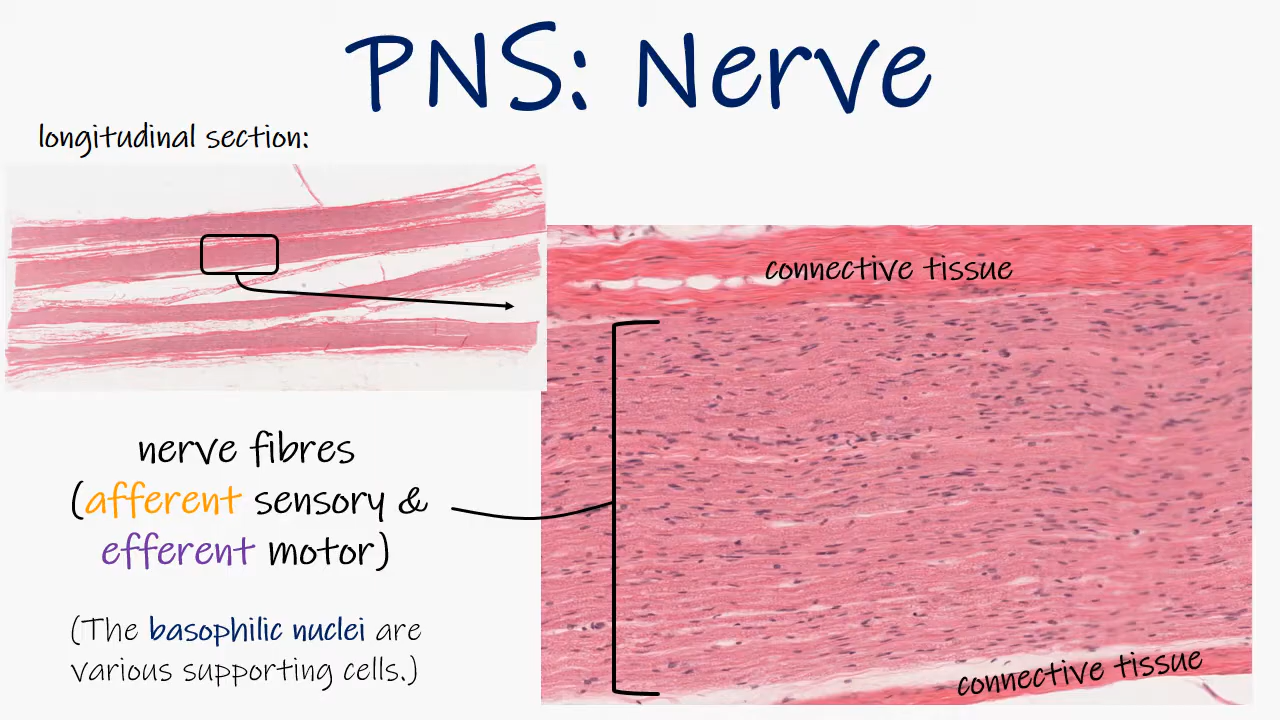 PNS: Nerve
longitudinal section:
connective tissue
nerve fibres
(afferent sensory &
efferent motor)
(The basophilic nuclei are
various supporting cells.)
connective tissue